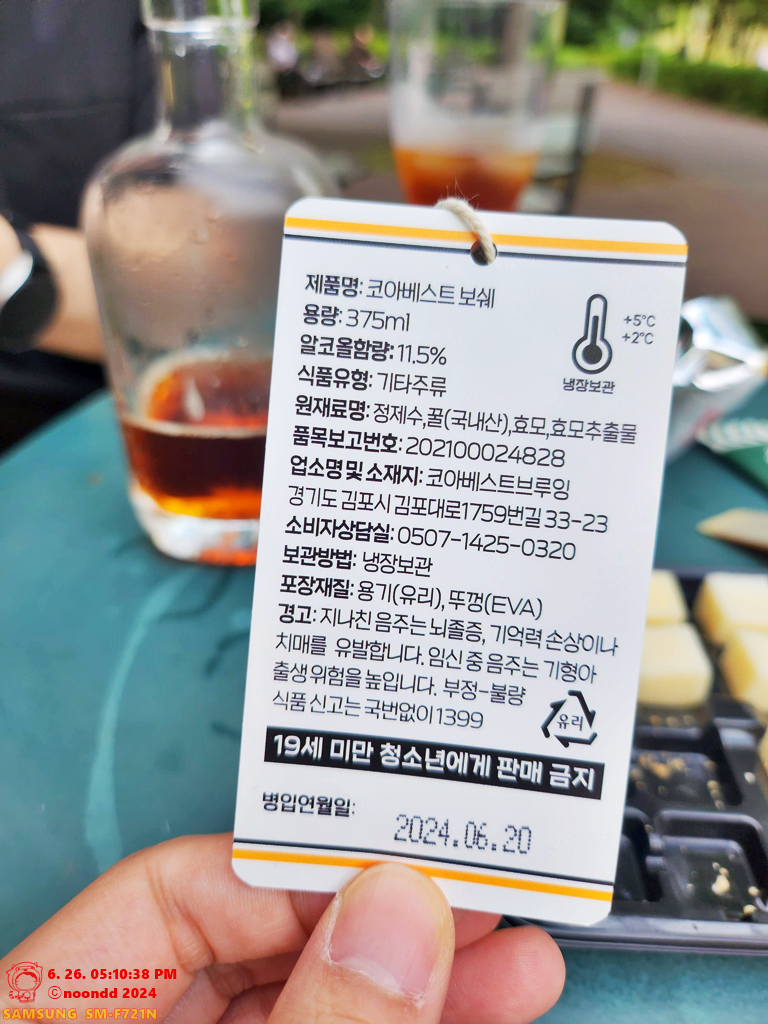 제품명: 코아베스트 보쉐
용량: 375ml
알코올함량: 11.5%
식품유형: 기타주류
원재료명: 정제수,꿀(국내산),효모,효모추출물
품목보고번호: 202100024828
업소명 및 소재지: 코아베스트브루잉
경기도 김포시 김포대로1759번길 33-23
소비자상담실: 0507-1425-0320
보관방법: 냉장보관
포장재질: 용기(유리), 뚜껑(EVA)
경고: 지나친 음주는 뇌졸증, 기억력 손상이나
치매를 유발합니다. 임신 중 음주는 기형아
출생 위험을 높입니다. 부정-불량
식품 신고는 국번없이 1399
+5°C
+2°C
냉장보관
유리
19세 미만 청소년에게 판매 금지
병입연월일:
2024.06.20
6. 26. 05:10:38 PM
ⓒnoondd 2024
SAMSUNG SM-F721N